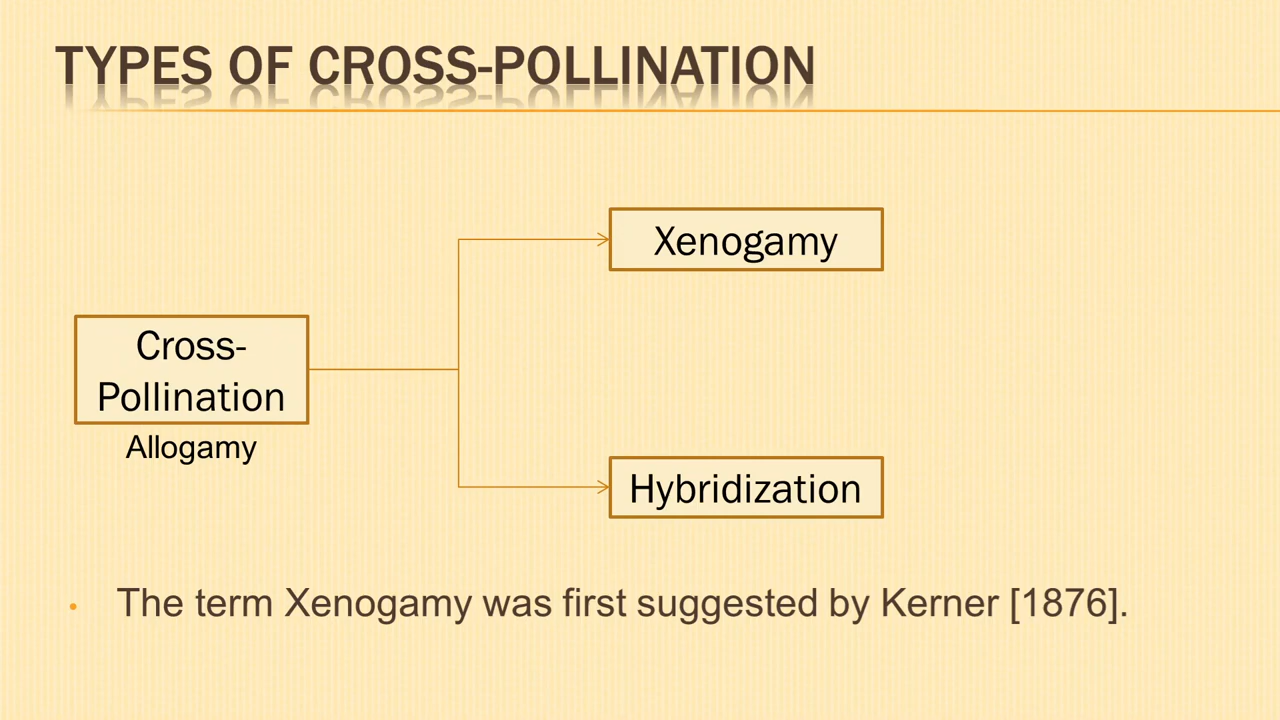 TYPES OF CROSS-POLLINATION
Xenogamy
Cross-
Pollination
Allogamy
Hybridization
• The term Xenogamy was first suggested by Kerner [1876].